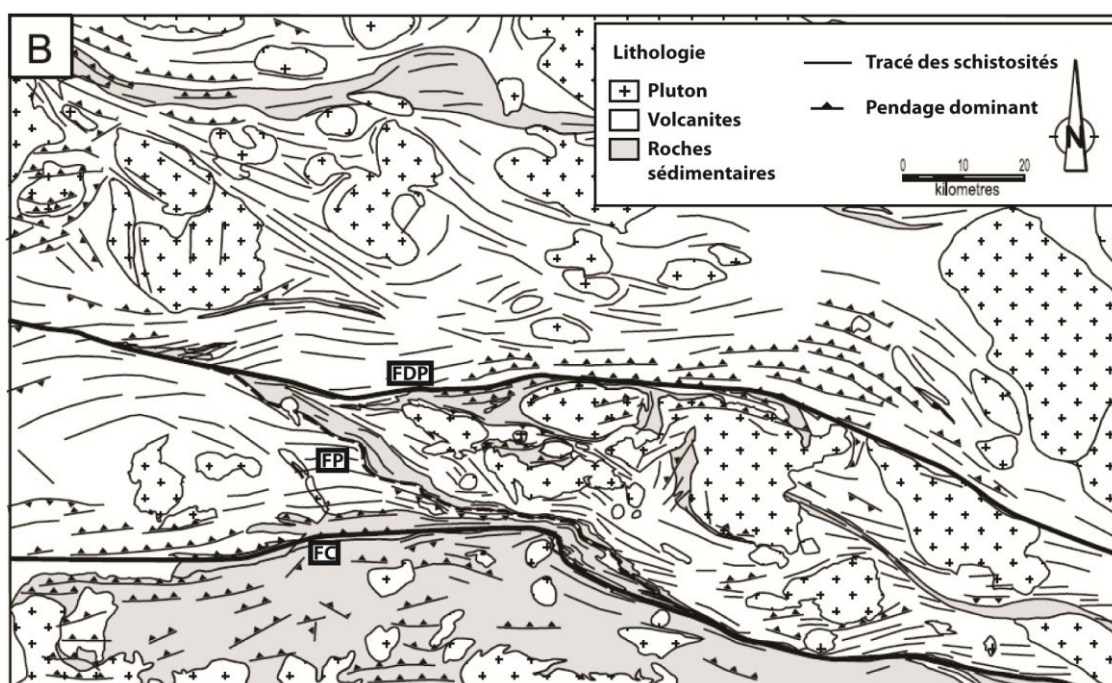 B
Lithologie
Pluton
Volcanites
Roches
sédimentaires
Tracé des schistosités
Pendage dominant
N
0 10 20
kilometres
FDP
FP
FC